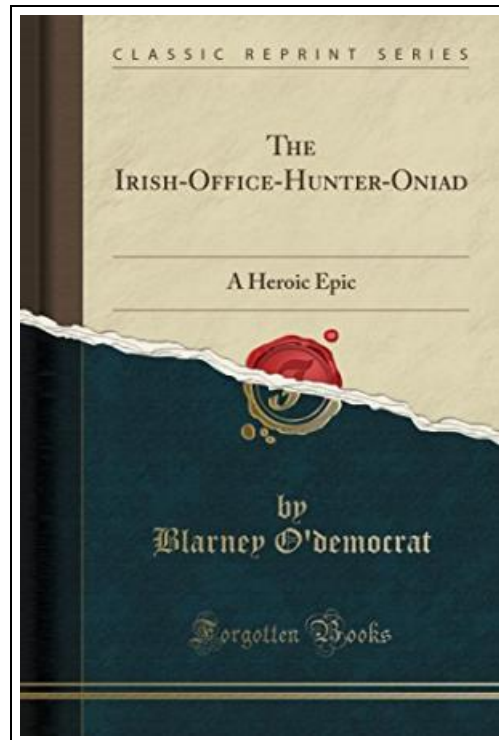 CLASSIC REPRINT SERIES
THE
IRISH-OFFICE-HUNTER-ONIAD
A Heroic Epic
by
Blarney O'democrat
Forgotten Books